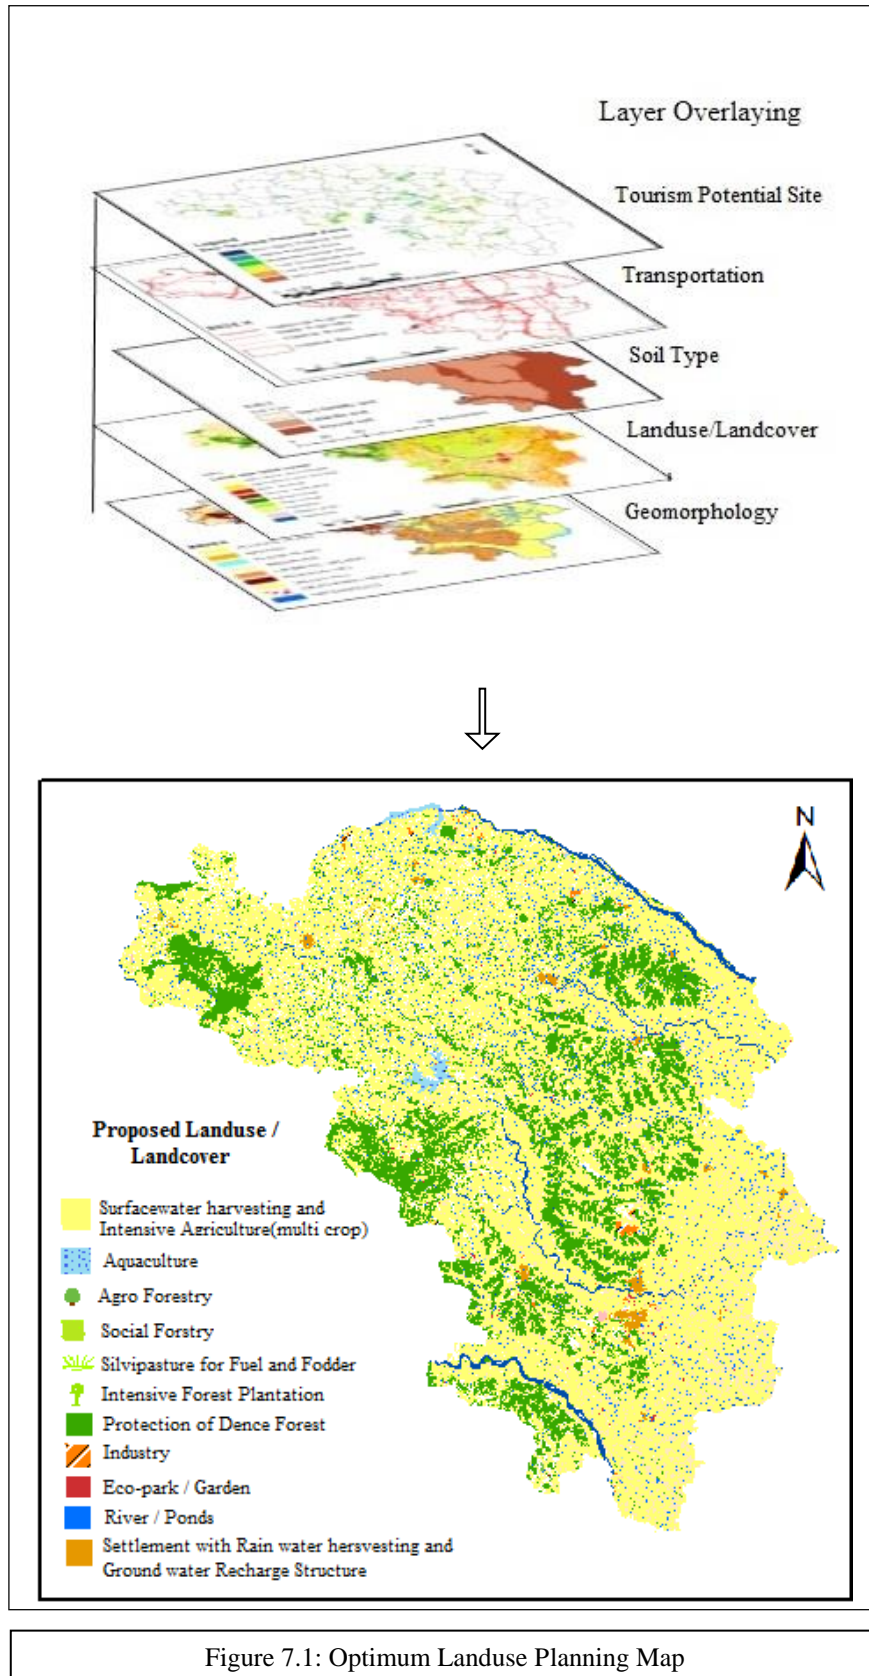 Layer Overlaying
Tourism Potential Site
Transportation
Soil Type
Landuse/Landcover
Geomorphology
N
Proposed Landuse /
Landcover
Surfacewater harvesting and
Intensive Agriculture(multi crop)
Aquaculture
Agro Forestry
Social Forstry
Silvipasture for Fuel and Fodder
Intensive Forest Plantation
Protection of Dence Forest
Industry
Eco-park / Garden
River / Ponds
Settlement with Rain water hersvesting and
Ground water Recharge Structure
Figure 7.1: Optimum Landuse Planning Map